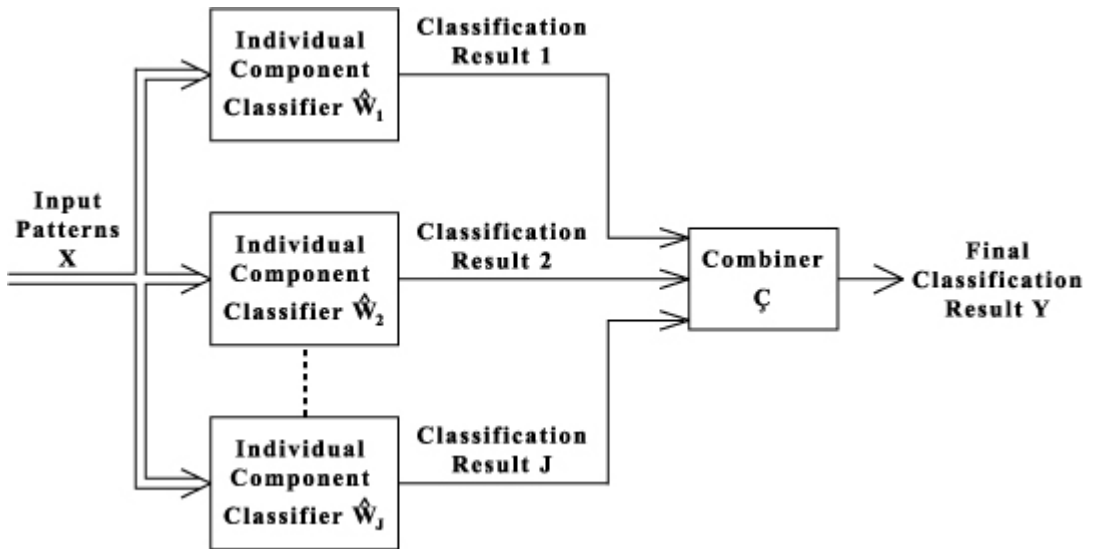 Input
Patterns
X
Individual
Component
Classifier Ŵ₁
Classification
Result 1
Individual
Component
Classifier Ŵ₂
Classification
Result 2
Individual
Component
Classifier Ŵ_J
Classification
Result J
Combiner
Ç
Final
Classification
Result Y